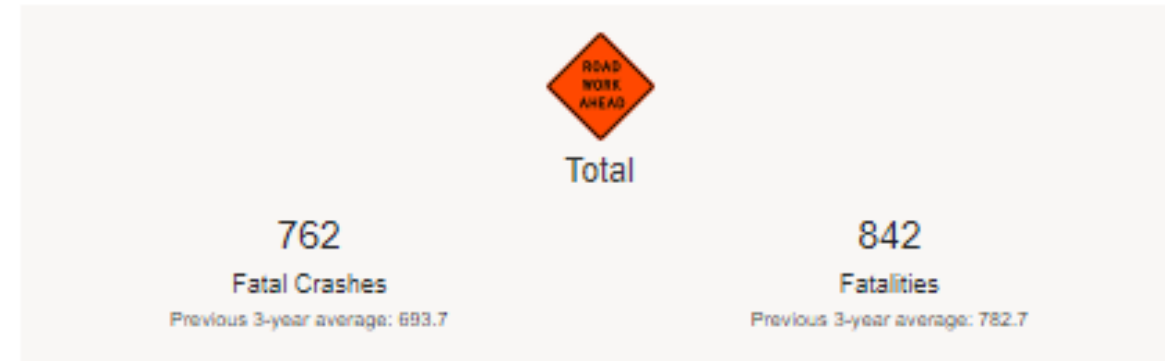 ROAD
WORK
AHEAD
Total
762
842
Fatal Crashes
Fatalities
Previous 3-year average: 693.7
Previous 3-year average: 782.7